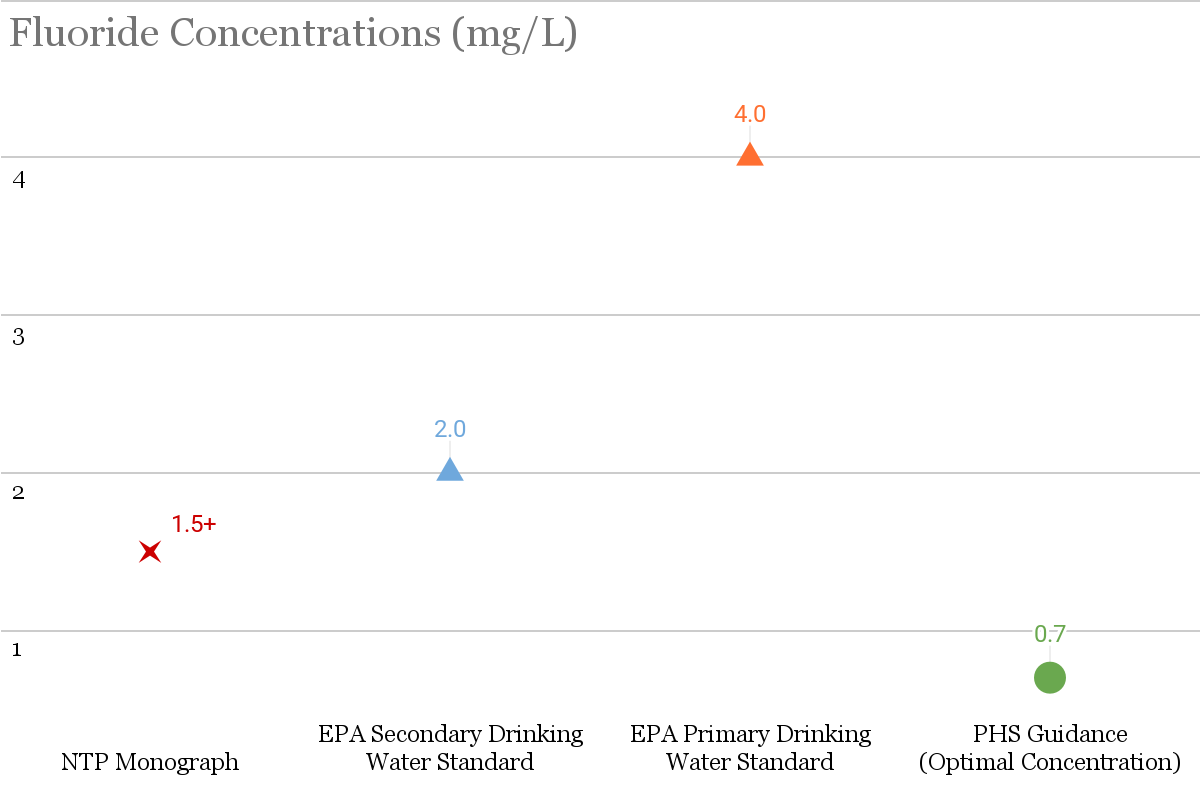 Fluoride Concentrations (mg/L)
4.0
4
3
2.0
2
1.5+
1
0.7
NTP Monograph
EPA Secondary Drinking
Water Standard
EPA Primary Drinking
Water Standard
PHS Guidance
(Optimal Concentration)